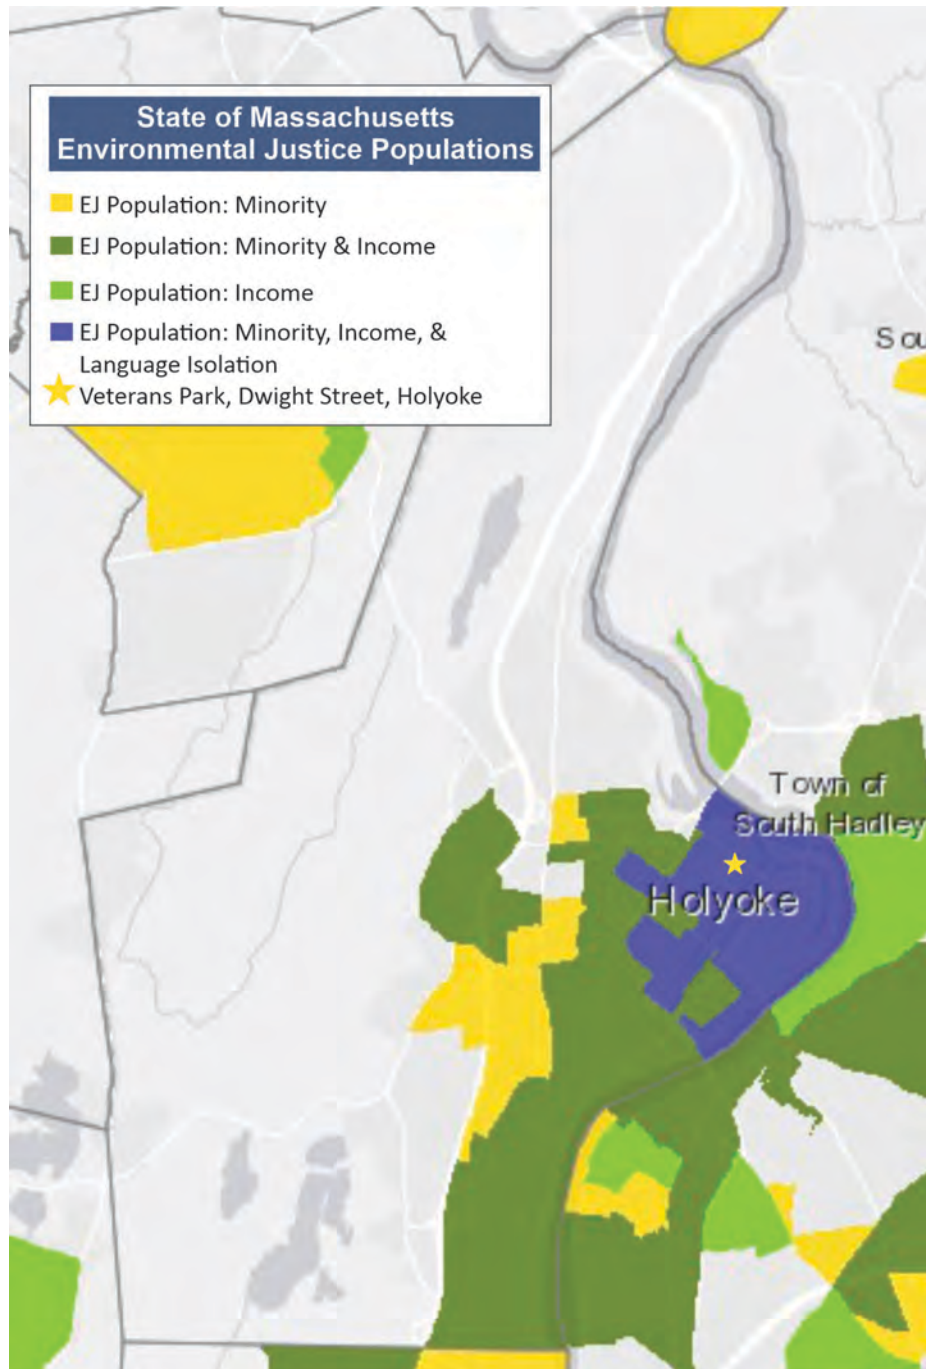 State of Massachusetts
Environmental Justice Populations
EJ Population: Minority
EJ Population: Minority & Income
EJ Population: Income
EJ Population: Minority, Income, &
Language Isolation
Veterans Park, Dwight Street, Holyoke
Sou
Town of
South Hadley
Holyoke